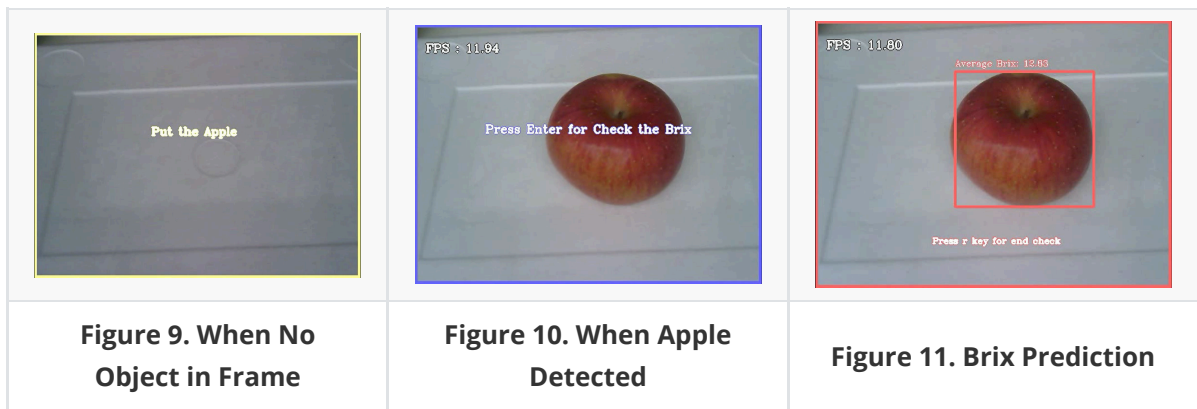 Put the Apple
FPS : 11.94
Press Enter for Check the Brix
FPS : 11.80
Average Brix: 12.83
Press r key for end check
Figure 9. When No
Object in Frame
Figure 10. When Apple
Detected
Figure 11. Brix Prediction